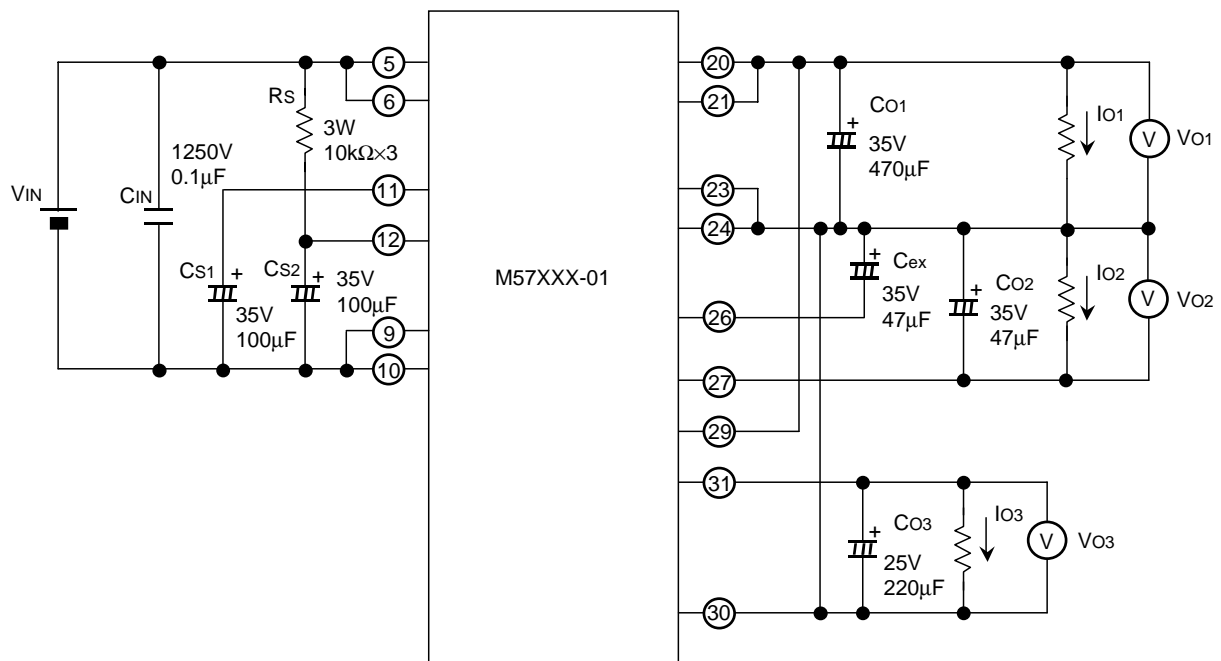 5
6
RS
3W
10kΩ×3
1250V
0.1µF
VIN
CIN
11
12
CS1
35V
100µF
CS2
35V
100µF
9
10
M57XXX-01
20
21
CO1
35V
470µF
IO1
V
VO1
23
24
Cex
35V
47µF
CO2
35V
47µF
IO2
V
VO2
26
27
29
31
CO3
25V
220µF
IO3
V
VO3
30
+
+
+
+
+
+